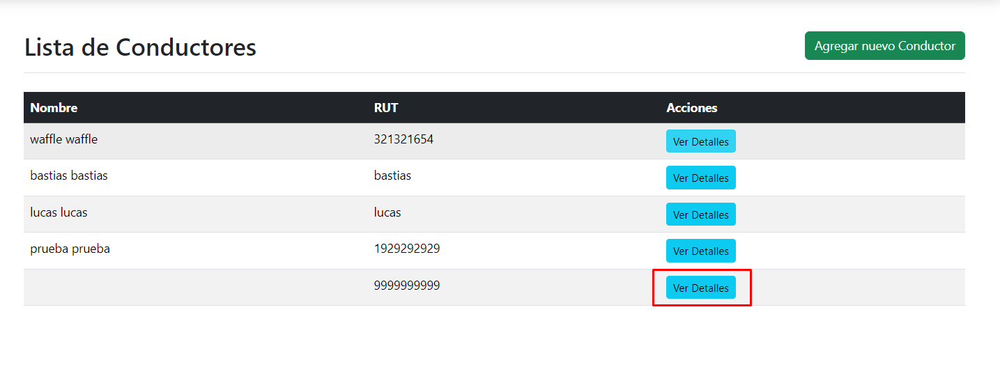 Lista de Conductores
Agregar nuevo Conductor
Nombre RUT Acciones
waffle waffle 321321654 Ver Detalles
bastias bastias bastias Ver Detalles
lucas lucas lucas Ver Detalles
prueba prueba 1929292929 Ver Detalles
9999999999 Ver Detalles